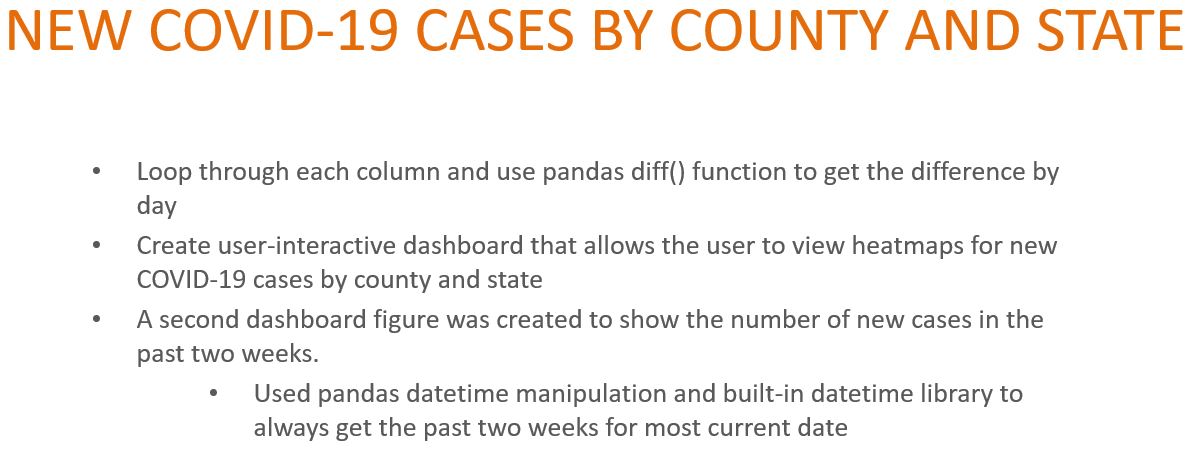 NEW COVID-19 CASES BY COUNTY AND STATE
• Loop through each column and use pandas diff() function to get the difference by
day
• Create user-interactive dashboard that allows the user to view heatmaps for new
COVID-19 cases by county and state
• A second dashboard figure was created to show the number of new cases in the
past two weeks.
• Used pandas datetime manipulation and built-in datetime library to
always get the past two weeks for most current date